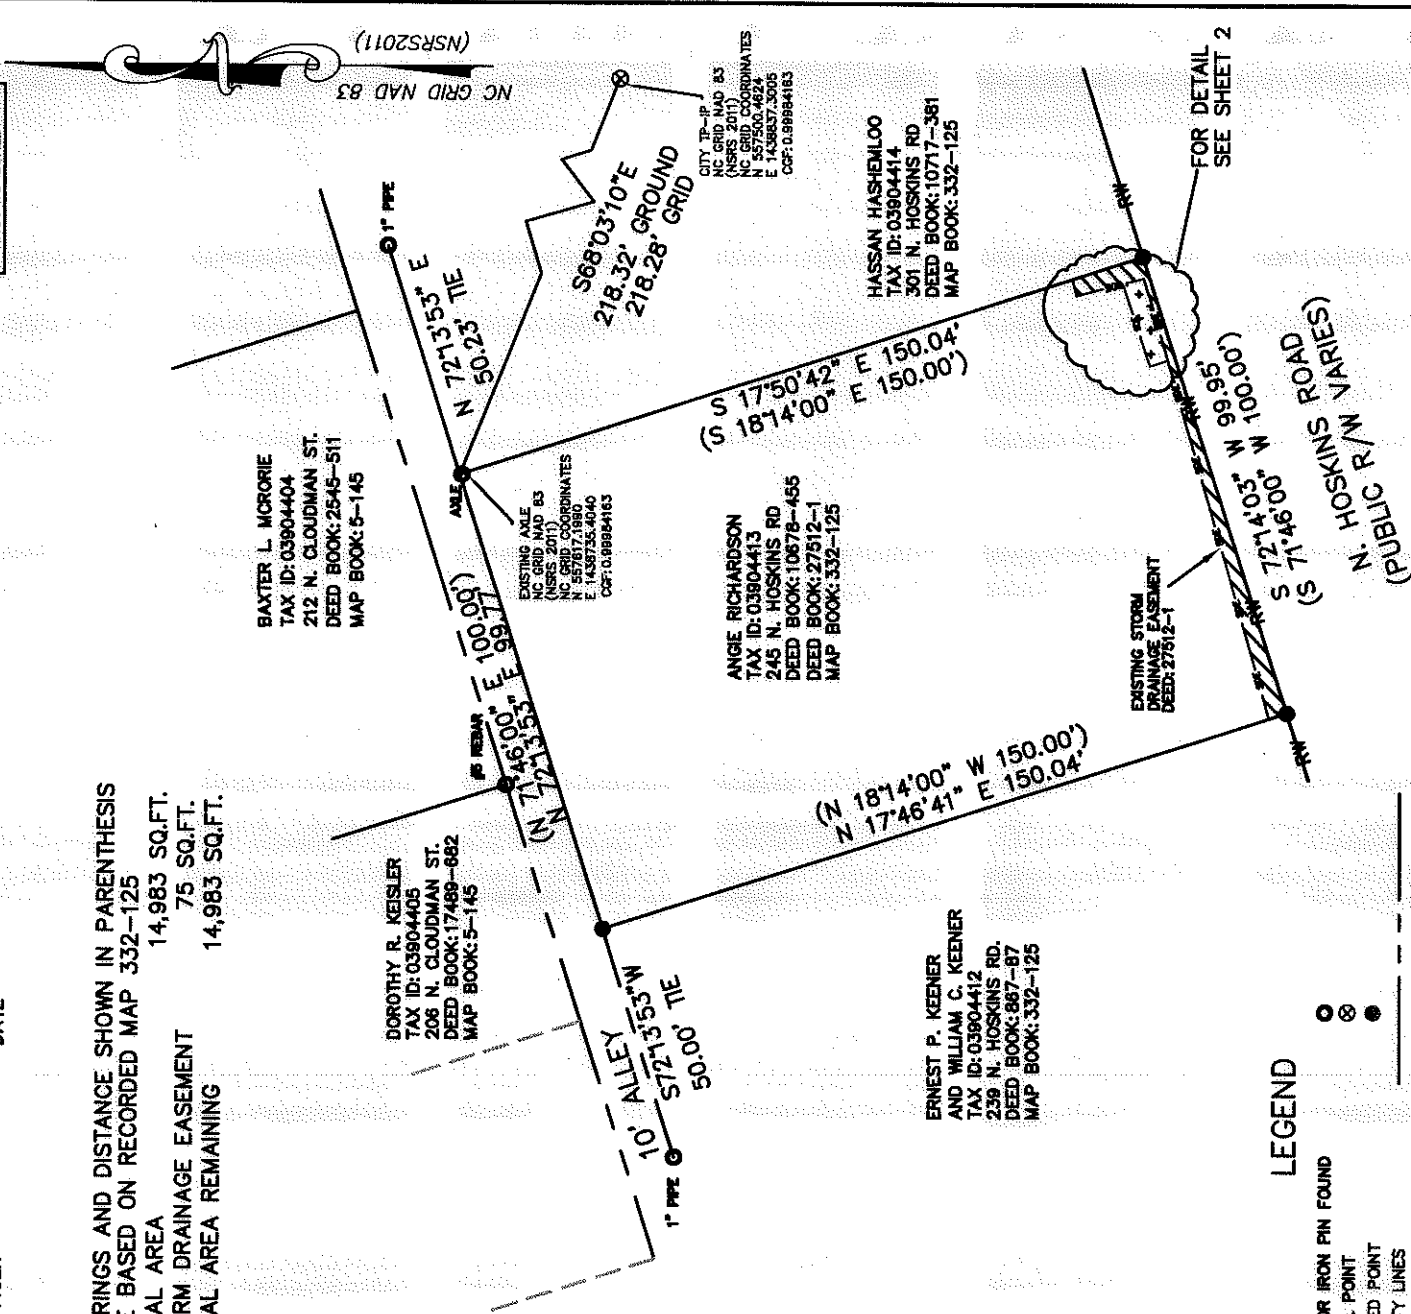 RINGS AND DISTANCE SHOWN IN PARENTHESIS
BASED ON RECORDED MAP 332-125
AL AREA 14,983 SQ.FT.
RM DRAINAGE EASEMENT 75 SQ.FT.
AL AREA REMAINING 14,983 SQ.FT.
NC GRID NAD 83
(NSRS2011)
1" PIPE
BAXTER L. MCRORIE
TAX ID:03904404
212 N. CLOUDMAN ST.
DEED BOOK:2545-511
MAP BOOK:5-145
N 72°13'53" E
50.23' TIE
S68°03'10"E
218.32' GROUND
218.28' GRID
CITY TP-IP
NC GRID NAD 83
(NSRS 2011)
NC GRID COORDINATES
N 557500.4624
E 1438837.3005
CGF:0.99984163
AXLE
EXISTING AXLE
NC GRID NAD 83
(NSRS 2011)
NC GRID COORDINATES
N 557617.1990
E 1438735.4040
CGF:0.99984163
HASSAN HASHEMLOO
TAX ID:03904414
301 N. HOSKINS RD
DEED BOOK:10717-381
MAP BOOK:332-125
FOR DETAIL
SEE SHEET 2
S 17°50'42" E 150.04'
(S 18°14'00" E 150.00')
#5 REBAR
(N 71°46'00" E 100.00')
N 72°13'53" E 99.77'
DOROTHY R. KEISLER
TAX ID:03904405
206 N. CLOUDMAN ST.
DEED BOOK:17489-682
MAP BOOK:5-145
ANGIE RICHARDSON
TAX ID:03904413
245 N. HOSKINS RD
DEED BOOK:10678-455
DEED BOOK:27512-1
MAP BOOK:332-125
EXISTING STORM
DRAINAGE EASEMENT
DEED:27512-1
RW
RW
RW
RW
S 72°14'03" W 99.95'
(S 71°46'00" W 100.00')
N. HOSKINS ROAD
(PUBLIC R/W VARIES)
(N 18°14'00" W 150.00')
N 17°46'41" E 150.04'
10' ALLEY
S72°13'53"W
50.00' TIE
1" PIPE
ERNEST P. KEENER
AND WILLIAM C. KEENER
TAX ID:03904412
239 N. HOSKINS RD.
DEED BOOK:867-87
MAP BOOK:332-125
LEGEND
OR IRON PIN FOUND
POINT
ED POINT
TY LINES